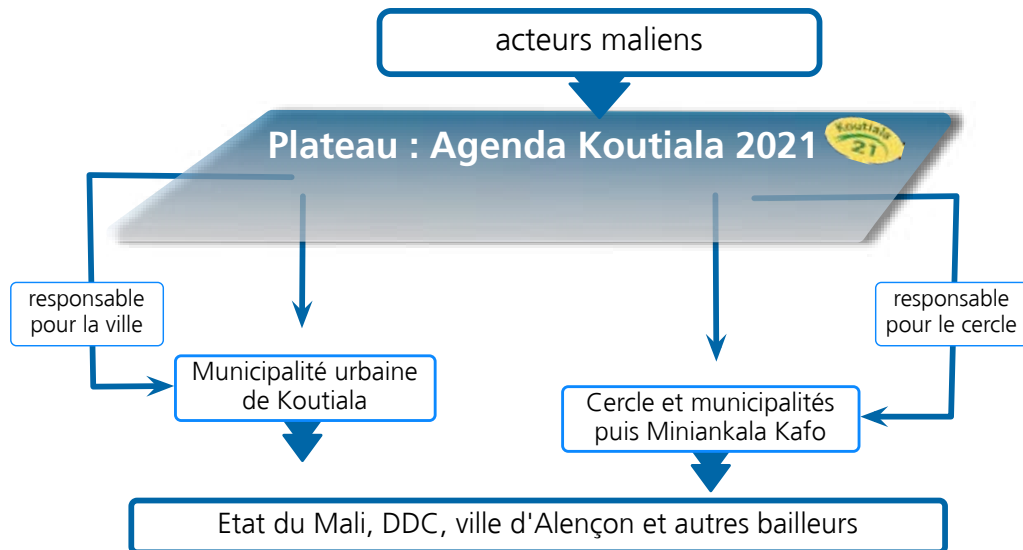 acteurs maliens
Plateau : Agenda Koutiala 2021
Koutiala
21
responsable
pour la ville
responsable
pour le cercle
Municipalité urbaine
de Koutiala
Cercle et municipalités
puis Miniankala Kafo
Etat du Mali, DDC, ville d'Alençon et autres bailleurs